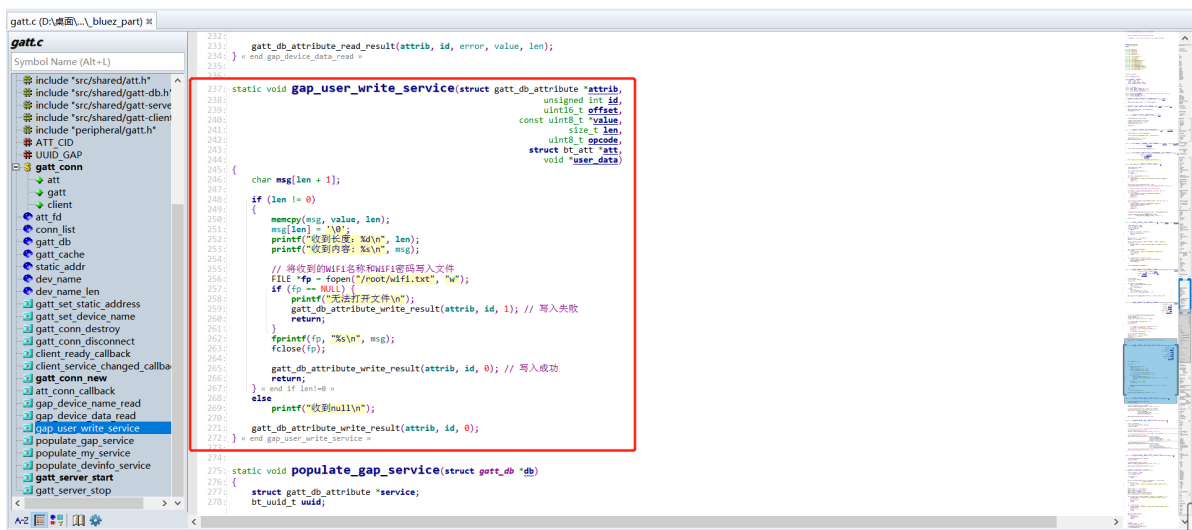 gatt.c (D:\桌面\...\_bluez_part)
gatt.c
Symbol Name (Alt+L)
include "src/shared/att.h"
include "src/shared/gatt-db.h"
include "src/shared/gatt-serve
include "src/shared/gatt-client
include "peripheral/gatt.h"
ATT_CID
UUID_GAP
gatt_conn
att
gatt
client
att_fd
conn_list
gatt_db
gatt_cache
static_addr
dev_name
dev_name_len
gatt_set_static_address
gatt_set_device_name
gatt_conn_destroy
gatt_conn_disconnect
client_ready_callback
client_service_changed_callba
gatt_conn_new
att_conn_callback
gap_device_name_read
gap_device_data_read
gap_user_write_service
populate_gap_service
populate_my_service
populate_devinfo_service
gatt_server_start
gatt_server_stop
A-Z
232:
233: gatt_db_attribute_read_result(attrib, id, error, value, len);
234: } « end gap_device_data_read »
235:
236:
237: static void gap_user_write_service(struct gatt_db_attribute *attrib,
238: unsigned int id,
239: uint16_t offset,
240: const uint8_t *value,
241: size_t len,
242: uint8_t opcode,
243: struct bt_att *att,
244: void *user_data)
245: {
246: char msg[len + 1];
247:
248: if (len != 0)
249: {
250: memcpy(msg, value, len);
251: msg[len] = '\0';
252: printf("收到长度: %d\n", len);
253: printf("收到内容: %s\n", msg);
254:
255: // 将收到的WiFi名称和WiFi密码写入文件
256: FILE *fp = fopen("/root/wifi.txt", "w");
257: if (fp == NULL) {
258: printf("无法打开文件\n");
259: gatt_db_attribute_write_result(attrib, id, 1); // 写入失败
260: return;
261: }
262: fprintf(fp, "%s\n", msg);
263: fclose(fp);
264:
265: gatt_db_attribute_write_result(attrib, id, 0); // 写入成功
266: return;
267: } « end if len!=0 »
268: else
269: printf("收到null\n");
270:
271: gatt_db_attribute_write_result(attrib, id, 0);
272: } « end gap_user_write_service »
273:
274:
275: static void populate_gap_service(struct gatt_db *db)
276: {
277: struct gatt_db_attribute *service;
278: bt_uuid_t uuid;